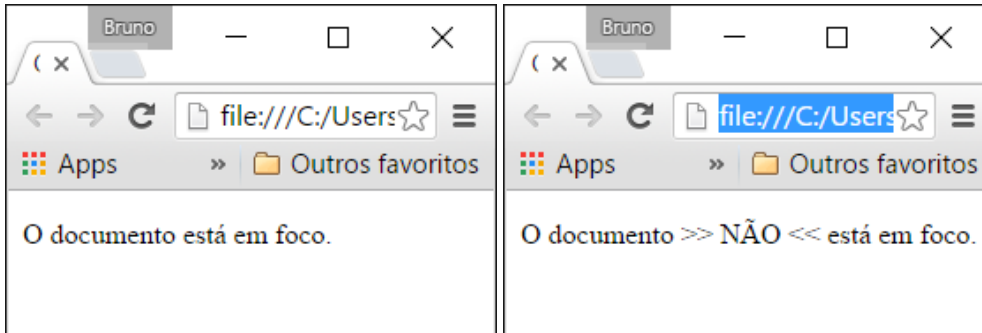 Bruno
(
file:///C:/Users
Apps » Outros favoritos
O documento está em foco.
Bruno
(
file:///C:/Users
Apps » Outros favoritos
O documento >> NÃO << está em foco.